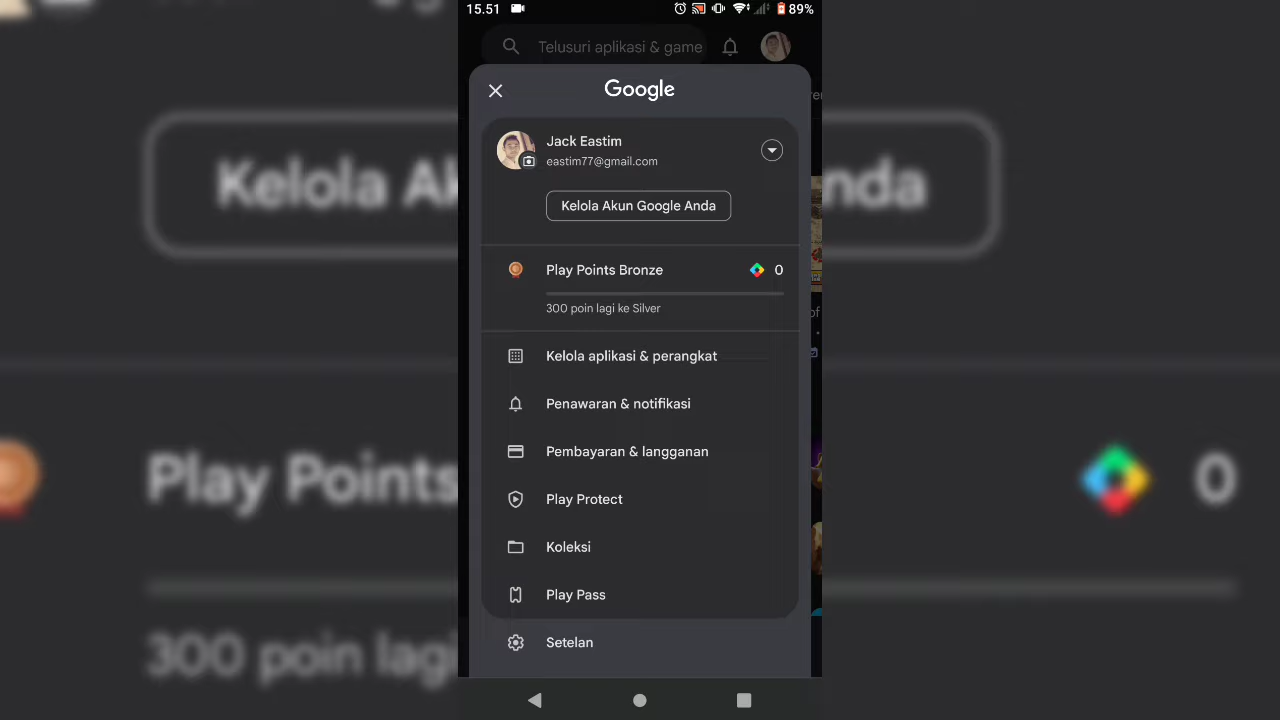 15.51
89%
Telusuri aplikasi & game
Google
Jack Eastim
eastim77@gmail.com
Kelola Akun Google Anda
Play Points Bronze
0
300 poin lagi ke Silver
Kelola aplikasi & perangkat
Penawaran & notifikasi
Pembayaran & langganan
Play Protect
Koleksi
Play Pass
Setelan
Kelola Ak
nda
Play Points
0
300 poin lagi